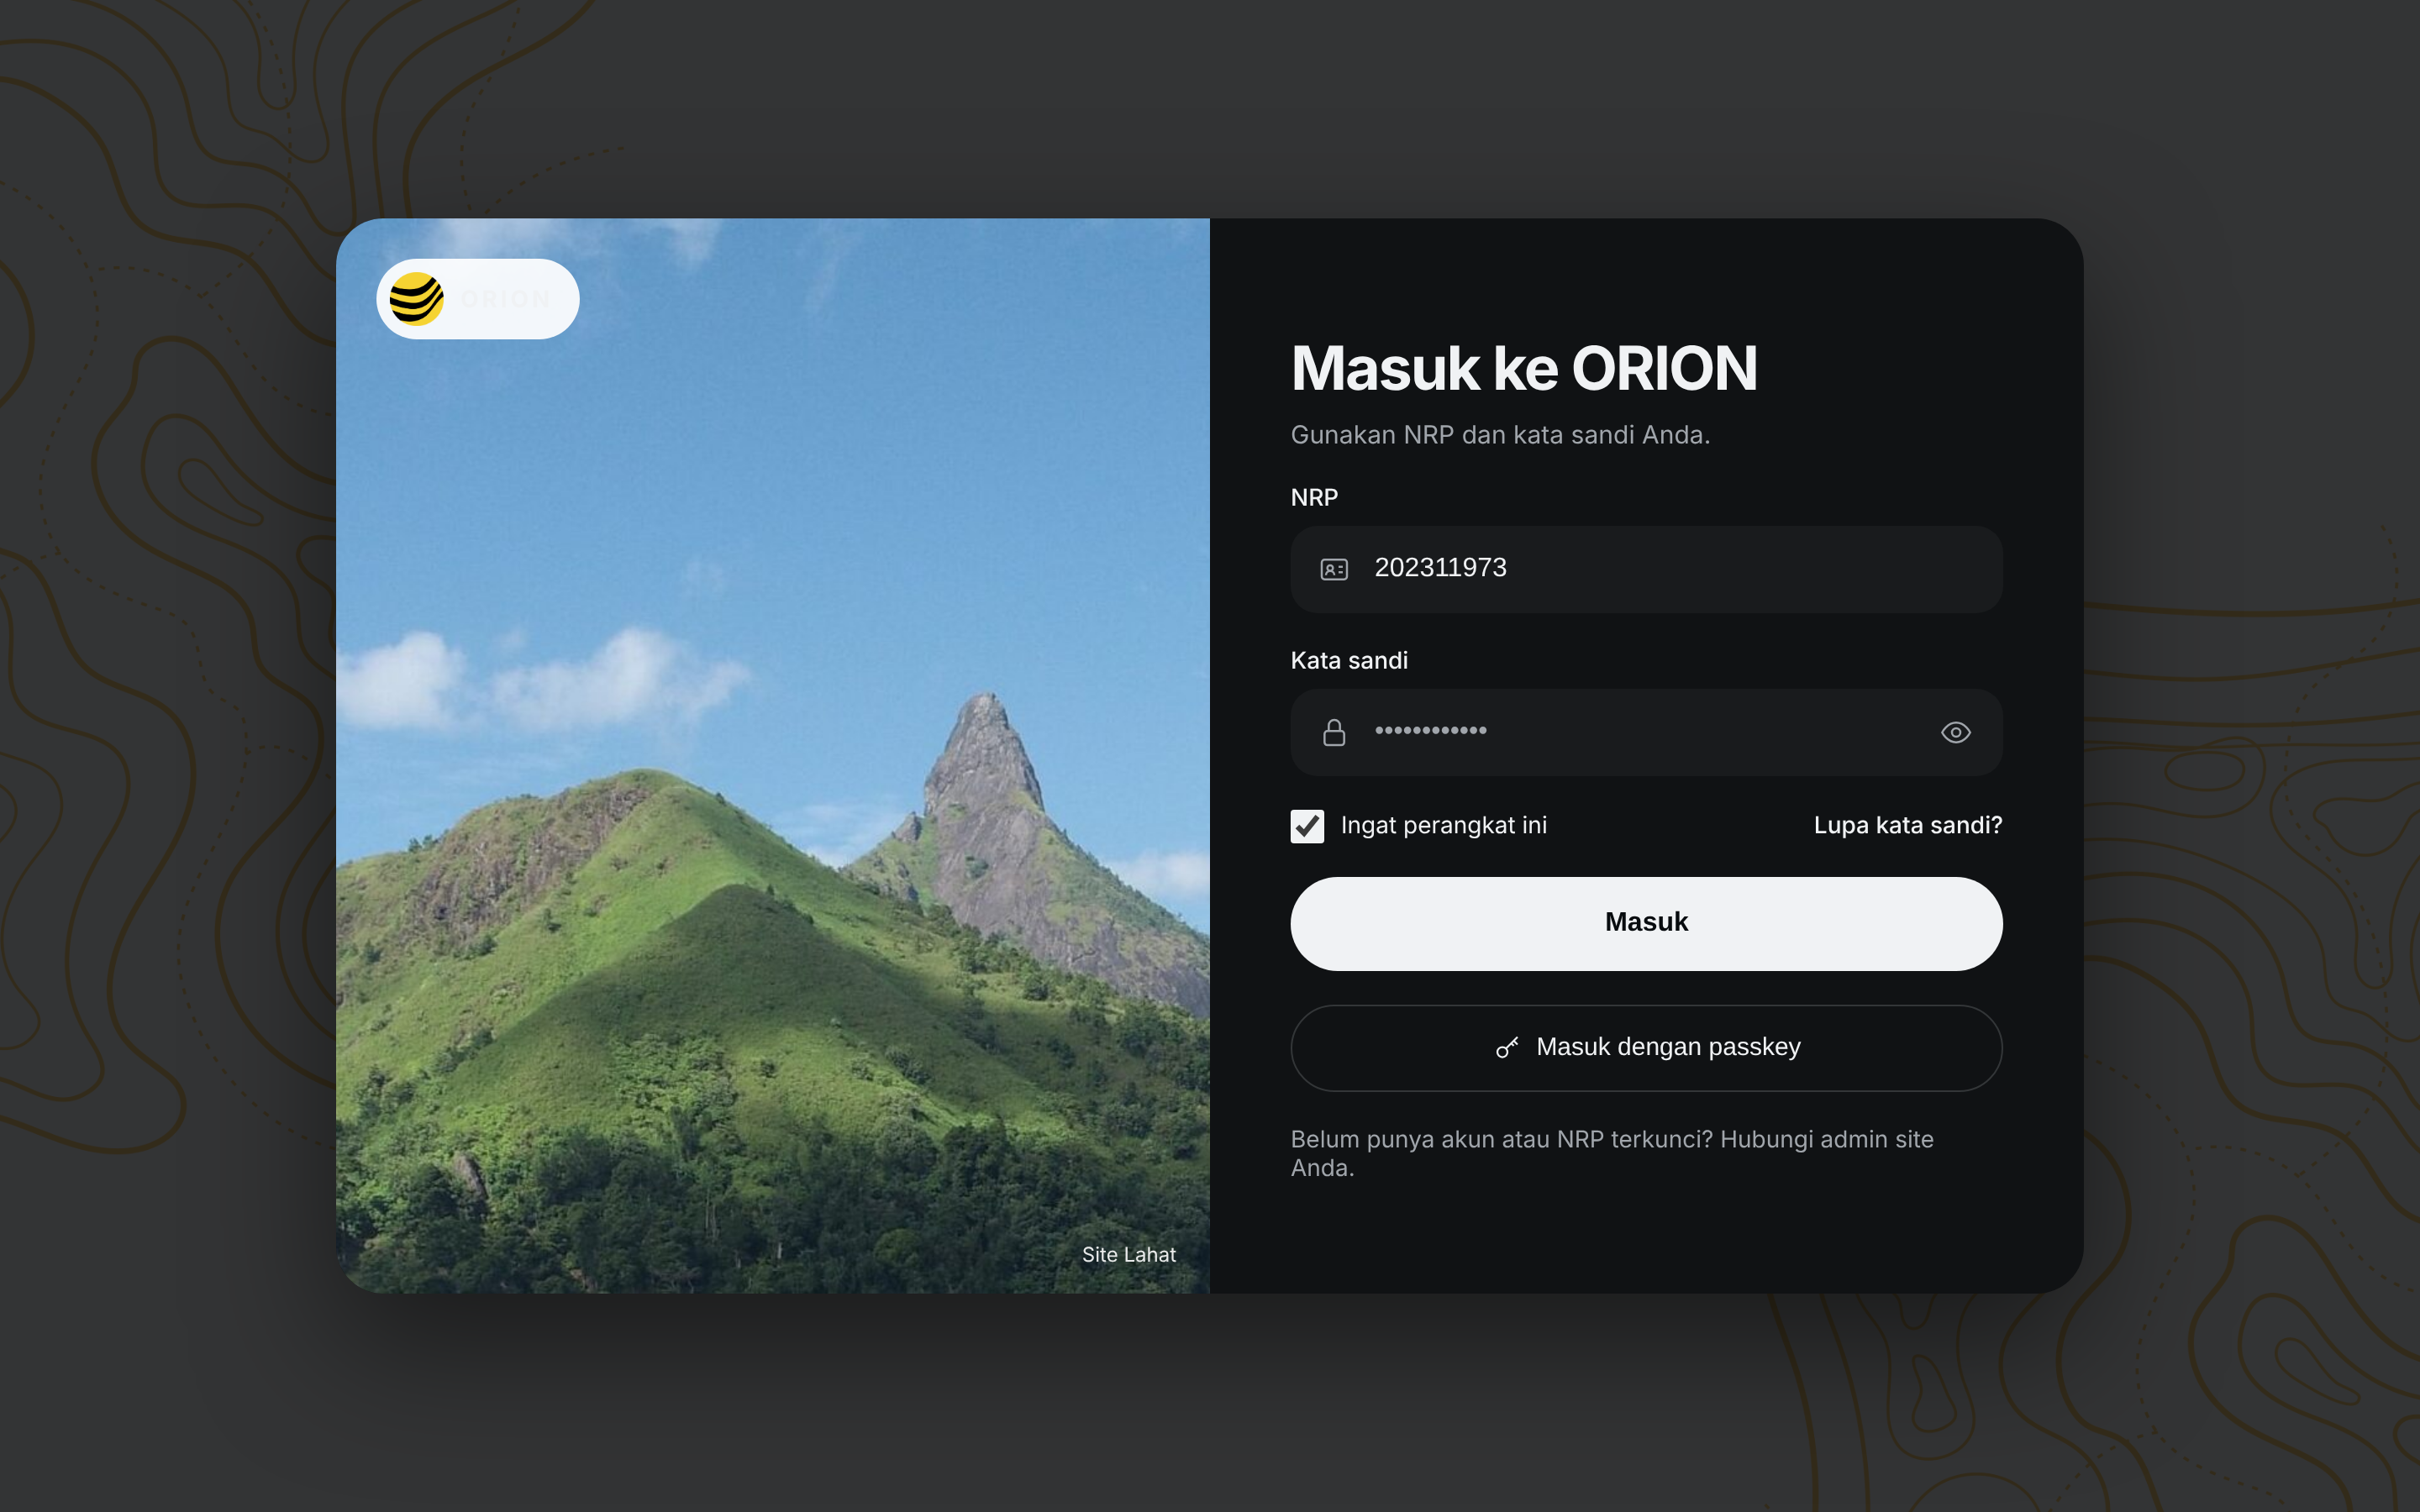 ORION
Masuk ke ORION
Gunakan NRP dan kata sandi Anda.
NRP
202311973
Kata sandi
••••••••••••
Ingat perangkat ini
Lupa kata sandi?
Masuk
Masuk dengan passkey
Belum punya akun atau NRP terkunci? Hubungi admin site
Anda.
Site Lahat